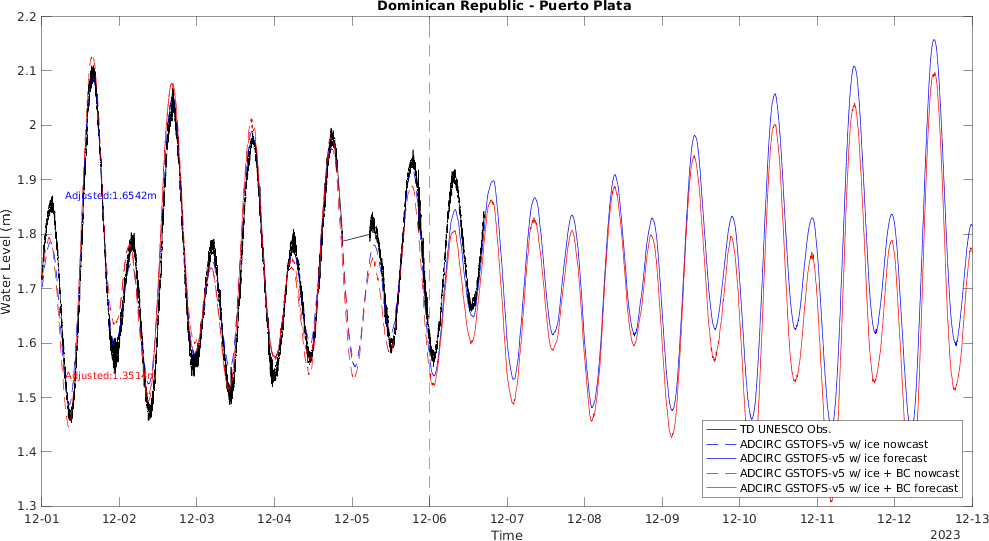 Dominican Republic - Puerto Plata
2.2
2.1
2
1.9
1.8
1.7
1.6
1.5
1.4
1.3
Water Level (m)
Adjusted:1.6542m
Adjusted:1.3514m
TD UNESCO Obs.
ADCIRC GSTOFS-v5 w/ ice nowcast
ADCIRC GSTOFS-v5 w/ ice forecast
ADCIRC GSTOFS-v5 w/ ice + BC nowcast
ADCIRC GSTOFS-v5 w/ ice + BC forecast
12-01 12-02 12-03 12-04 12-05 12-06 12-07 12-08 12-09 12-10 12-11 12-12 12-13
Time
2023